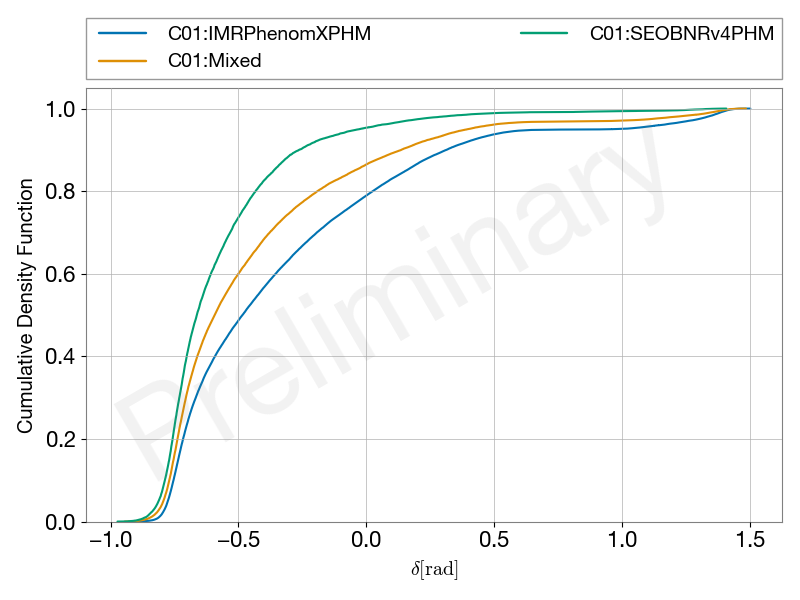 C01:IMRPhenomXPHM
C01:SEOBNRv4PHM
C01:Mixed
Cumulative Density Function
1.0
0.8
0.6
0.4
0.2
0.0
Preliminary
−1.0 −0.5 0.0 0.5 1.0 1.5
δ[rad]